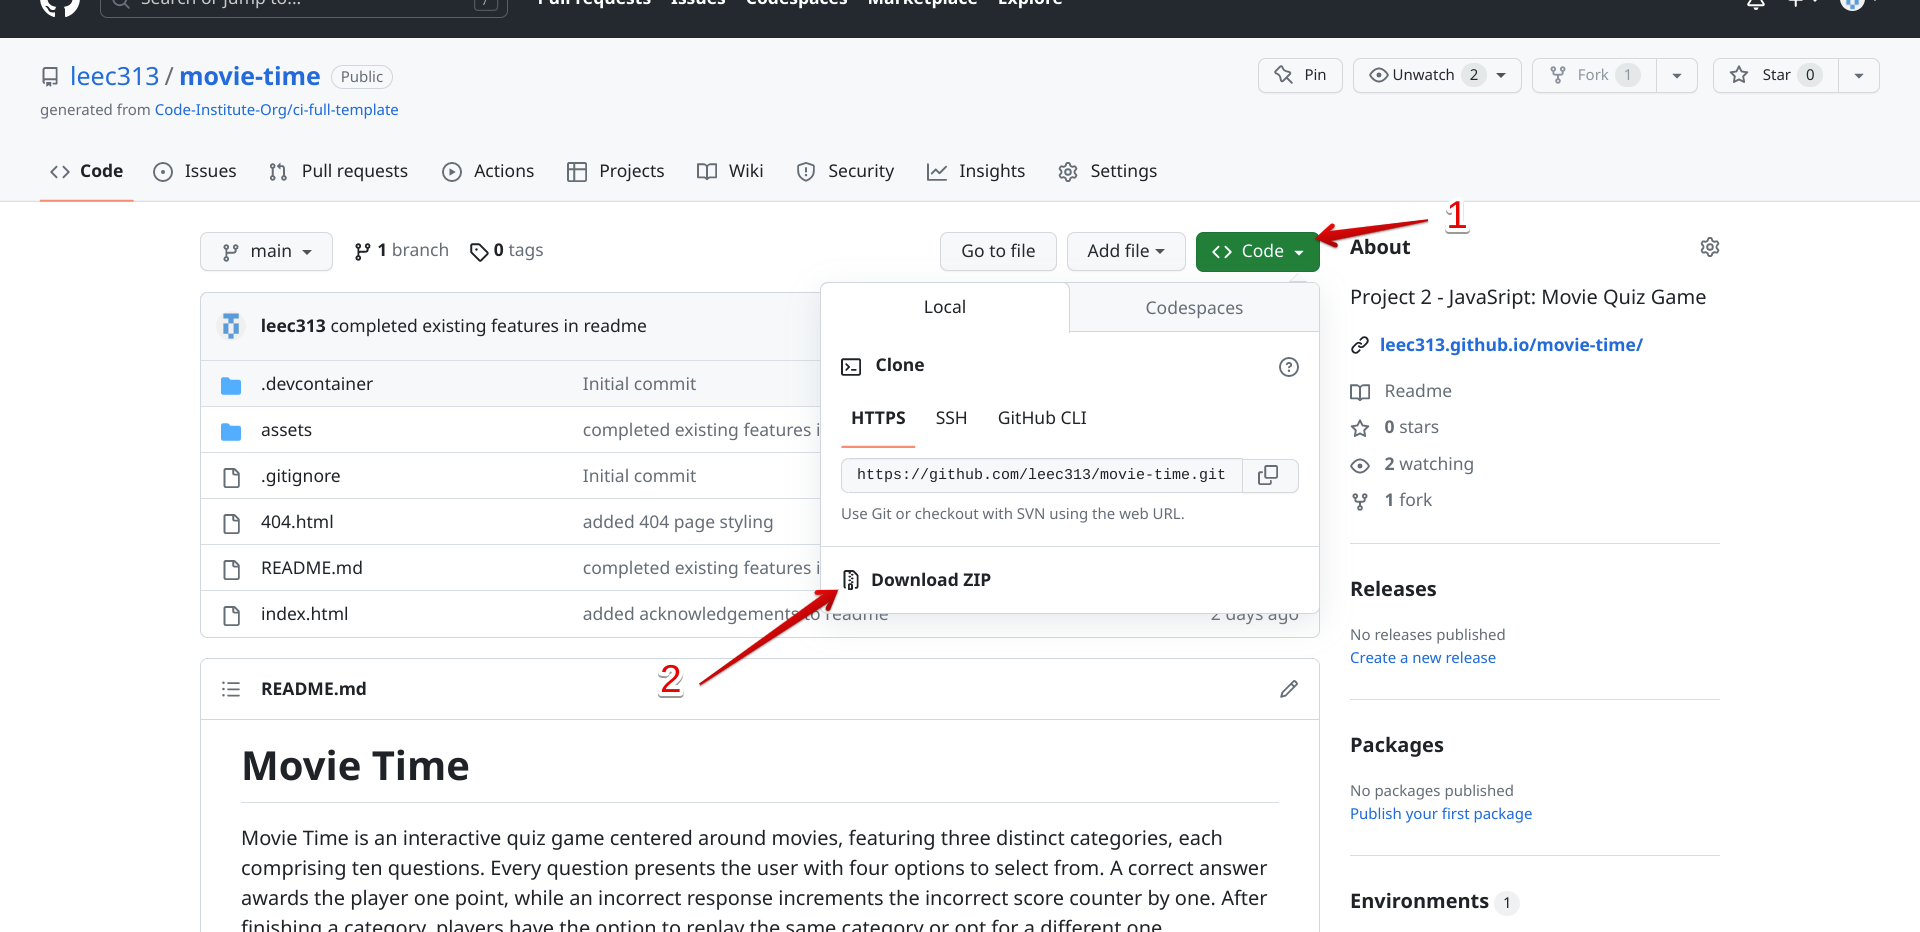 Search or jump to... /
Pull requests Issues Codespaces Marketplace Explore
leec313 / movie-time Public
Pin Unwatch 2 Fork 1 Star 0
generated from Code-Institute-Org/ci-full-template
Code Issues Pull requests Actions Projects Wiki Security Insights Settings
1
main 1 branch 0 tags Go to file Add file Code
About
Project 2 - JavaSript: Movie Quiz Game
leec313.github.io/movie-time/
Readme
0 stars
2 watching
1 fork
Local Codespaces
Clone
HTTPS SSH GitHub CLI
https://github.com/leec313/movie-time.git
Use Git or checkout with SVN using the web URL.
Download ZIP
leec313 completed existing features in readme
.devcontainer Initial commit
assets completed existing features i
.gitignore Initial commit
404.html added 404 page styling
README.md completed existing features i
index.html added acknowledgements to readme 2 days ago
2
Releases
No releases published
Create a new release
README.md
Packages
No packages published
Publish your first package
Environments 1
Movie Time
Movie Time is an interactive quiz game centered around movies, featuring three distinct categories, each
comprising ten questions. Every question presents the user with four options to select from. A correct answer
awards the player one point, while an incorrect response increments the incorrect score counter by one. After
finishing a category, players have the option to replay the same category or opt for a different one.